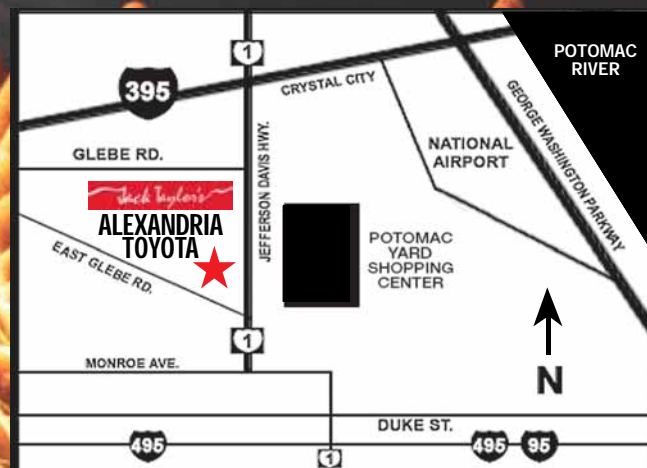 1
POTOMAC
RIVER
395
CRYSTAL CITY
GEORGE WASHINGTON PARKWAY
NATIONAL
AIRPORT
GLEBE RD.
JEFFERSON DAVIS HWY.
Jack Taylor's
ALEXANDRIA
TOYOTA
EAST GLEBE RD.
POTOMAC
YARD
SHOPPING
CENTER
1
MONROE AVE.
N
DUKE ST.
495
1
495
95